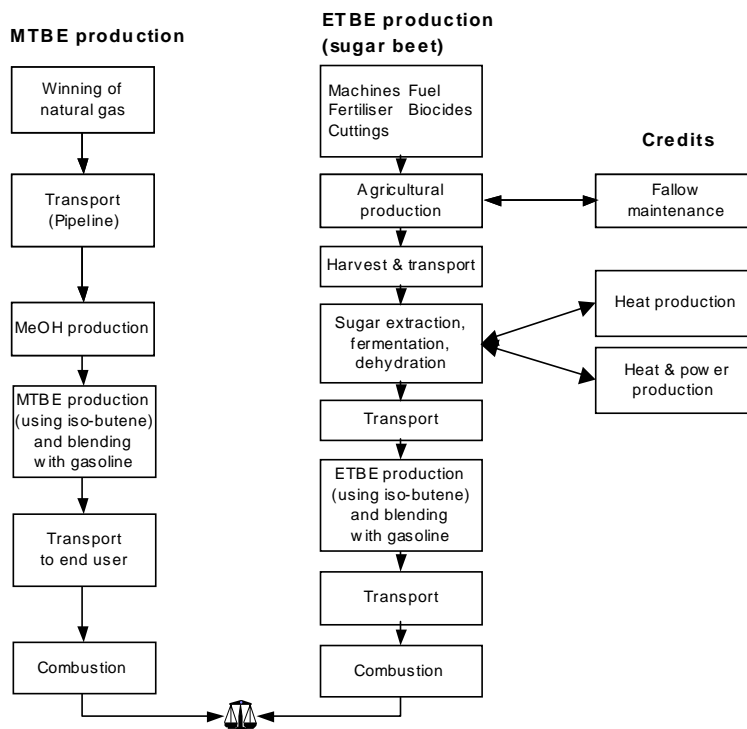 MTBE production
Winning of
natural gas
Transport
(Pipeline)
MeOH production
MTBE production
(using iso-butene)
and blending
with gasoline
Transport
to end user
Combustion
ETBE production
(sugar beet)
Machines Fuel
Fertiliser Biocides
Cuttings
Agricultural
production
Harvest & transport
Sugar extraction,
fermentation,
dehydration
Transport
ETBE production
(using iso-butene)
and blending
with gasoline
Transport
Combustion
Credits
Fallow
maintenance
Heat production
Heat & power
production